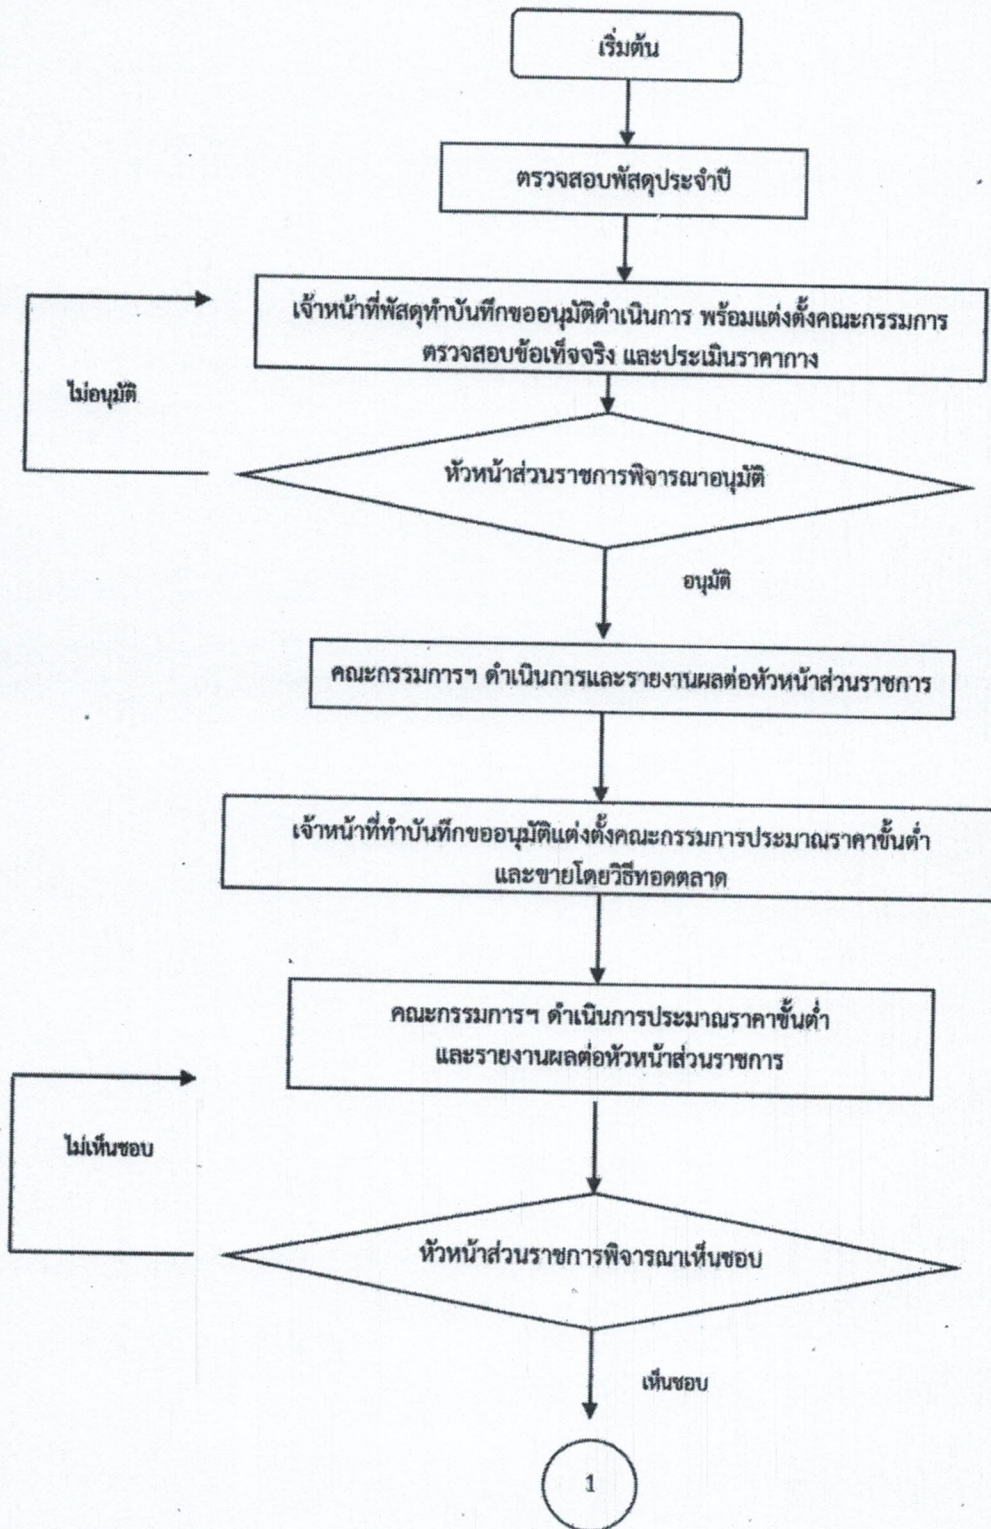 เริ่มต้น
ตรวจสอบพัสดุประจำปี
เจ้าหน้าที่พัสดุทำบันทึกขออนุมัติดำเนินการ พร้อมแต่งตั้งคณะกรรมการ
ตรวจสอบข้อเท็จจริง และประเมินราคากลาง
ไม่อนุมัติ
หัวหน้าส่วนราชการพิจารณาอนุมัติ
อนุมัติ
คณะกรรมการฯ ดำเนินการและรายงานผลต่อหัวหน้าส่วนราชการ
เจ้าหน้าที่ทำบันทึกขออนุมัติแต่งตั้งคณะกรรมการประมาณราคาขั้นต่ำ
และขายโดยวิธีทอดตลาด
คณะกรรมการฯ ดำเนินการประมาณราคาขั้นต่ำ
และรายงานผลต่อหัวหน้าส่วนราชการ
ไม่เห็นชอบ
หัวหน้าส่วนราชการพิจารณาเห็นชอบ
เห็นชอบ
1